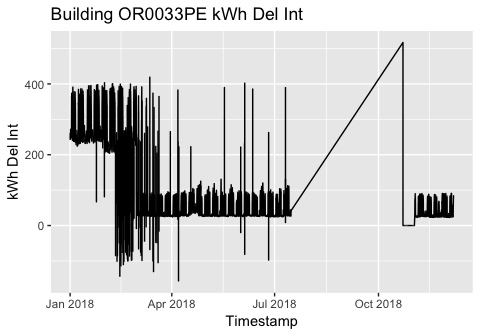 Building OR0033PE kWh Del Int
kWh Del Int
400
200
0
Jan 2018
Apr 2018
Jul 2018
Oct 2018
Timestamp